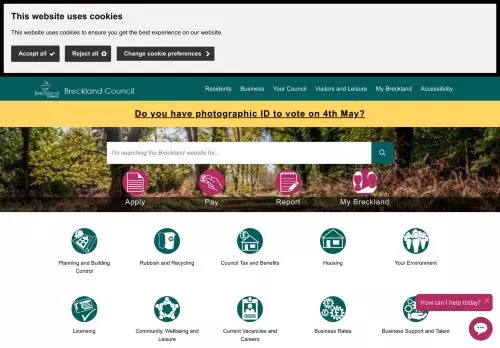 This website uses cookies
This website uses cookies to ensure you get the best experience on our website.
Accept all
Reject all
Change cookie preferences
Breckland
Breckland Council
Residents
Business
Your Council
Visitors and Leisure
My Breckland
Accessibility
Do you have photographic ID to vote on 4th May?
I'm searching the Breckland website for...
Apply
Pay
Report
My Breckland
Planning and Building
Control
Rubbish and Recycling
Council Tax and Benefits
Housing
Your Environment
How can I help today?
Licensing
Community, Wellbeing and
Leisure
Current Vacancies and
Careers
Business Rates
Business Support and Talent